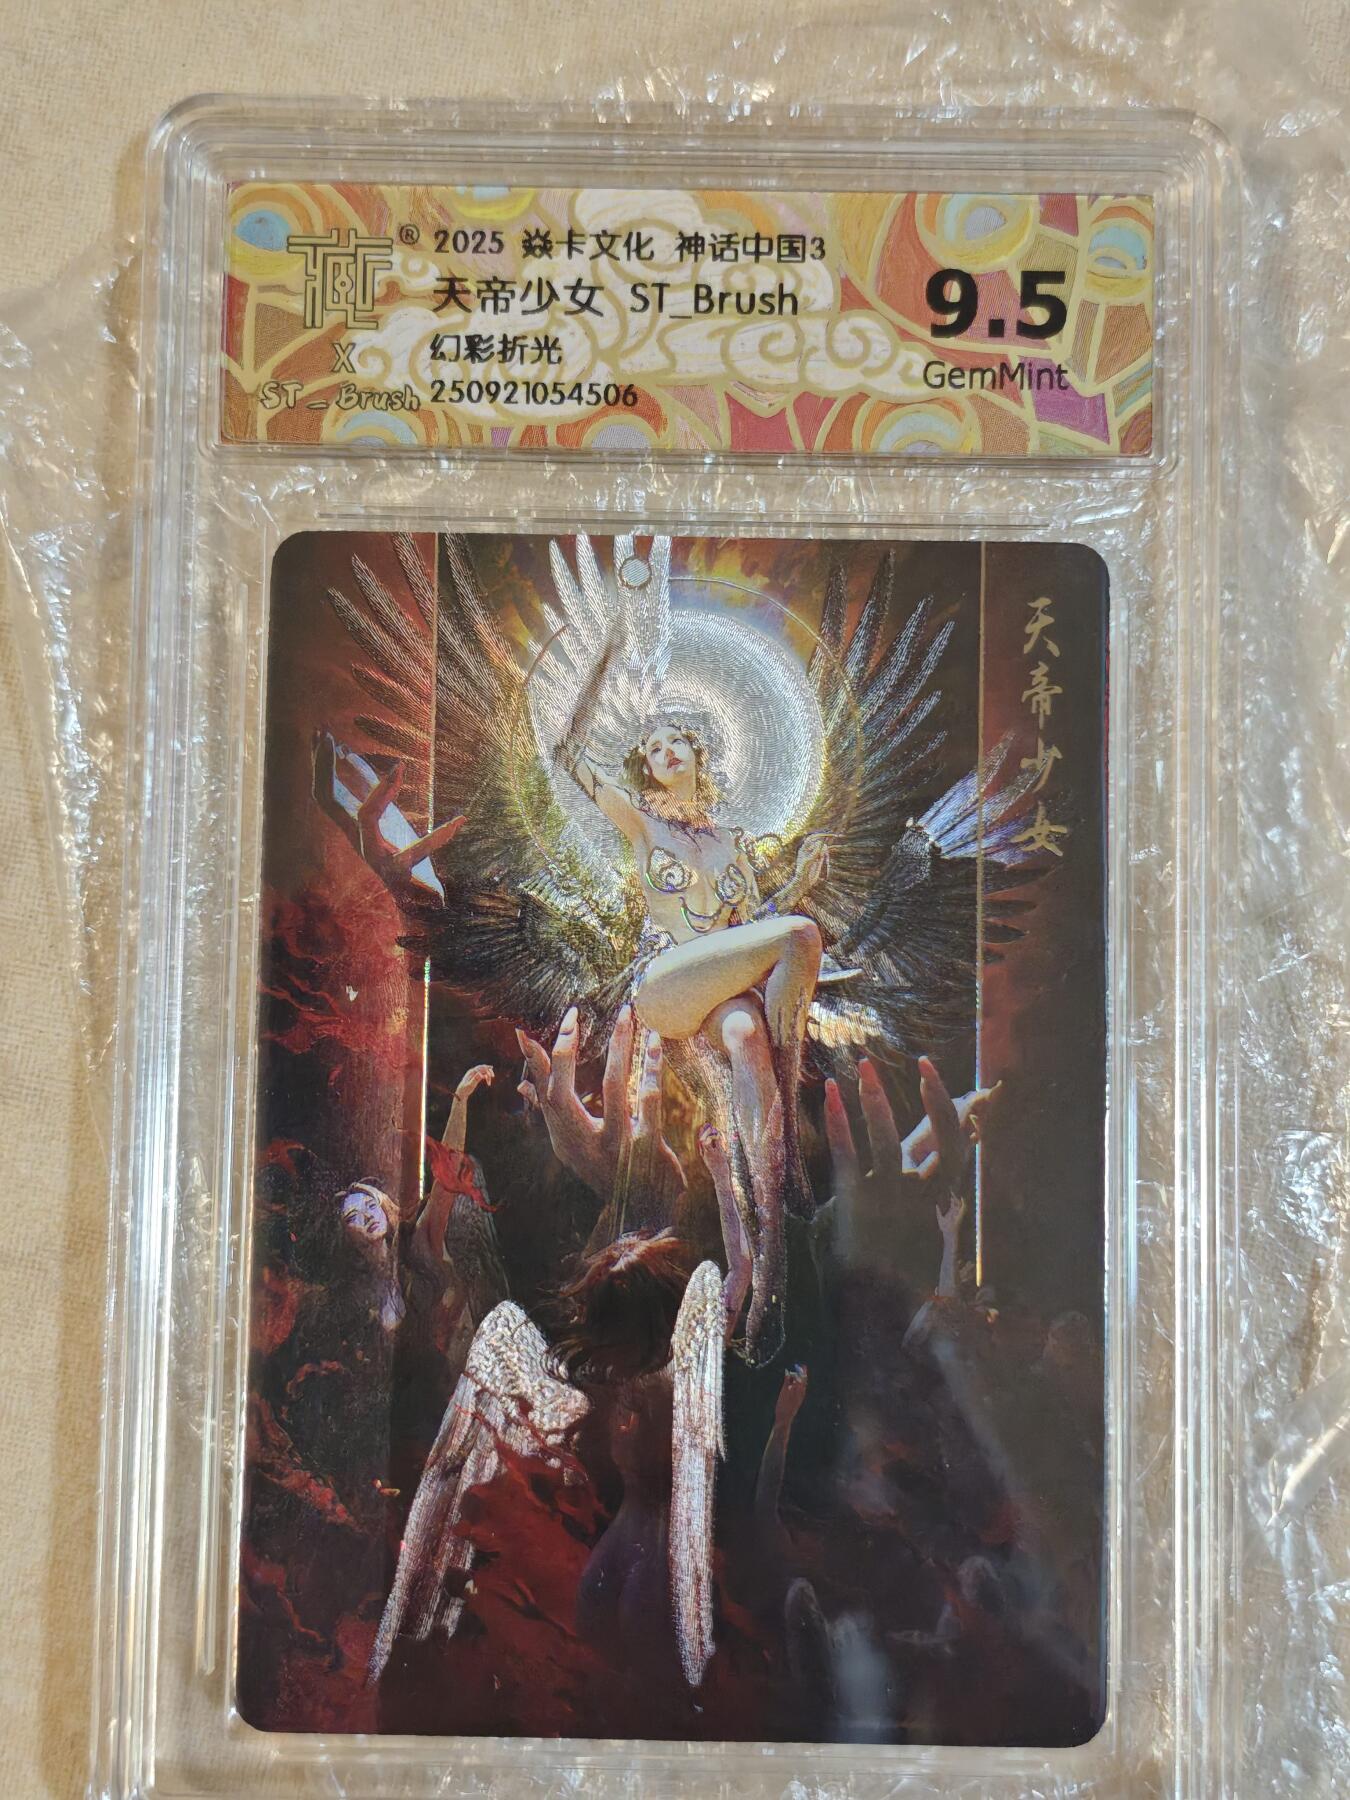 藏®
2025 焱卡文化 神话中国3
天帝少女 ST_Brush
幻彩折光
X
ST_Brush
250921054506
9.5
GemMint
天帝少女